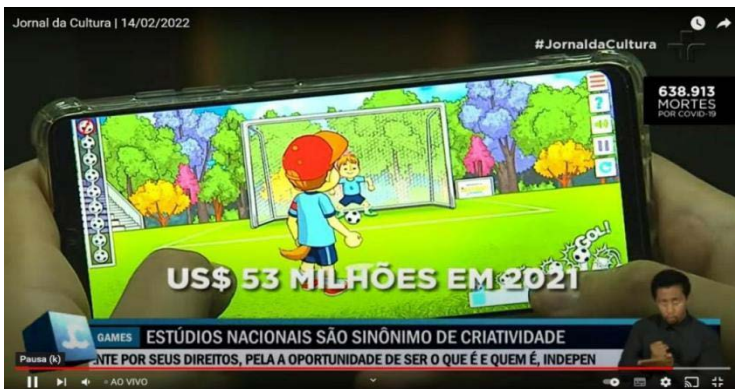 Jornal da Cultura | 14/02/2022
#JornaldaCultura
638.913
MORTES
POR COVID-19
?
GOL!
US$ 53 MILHÕES EM 2021
GAMES
ESTÚDIOS NACIONAIS SÃO SINÔNIMO DE CRIATIVIDADE
NTE POR SEUS DIREITOS, PELA A OPORTUNIDADE DE SER O QUE É E QUEM É, INDEPEN
Pausa (k)
AO VIVO